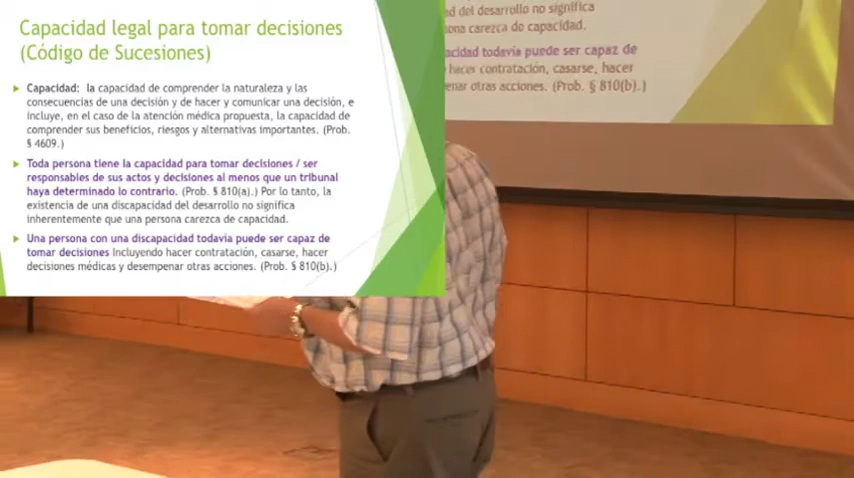 Capacidad legal para tomar decisiones
(Código de Sucesiones)
Capacidad: la capacidad de comprender la naturaleza y las
consecuencias de una decisión y de hacer y comunicar una decisión, e
incluye, en el caso de la atención médica propuesta, la capacidad de
comprender sus beneficios, riesgos y alternativas importantes. (Prob.
§ 4609.)
Toda persona tiene la capacidad para tomar decisiones / ser
responsables de sus actos y decisiones al menos que un tribunal
haya determinado lo contrario. (Prob. § 810(a).) Por lo tanto, la
existencia de una discapacidad del desarrollo no significa
inherentemente que una persona carezca de capacidad.
Una persona con una discapacidad todavía puede ser capaz de
tomar decisiones incluyendo hacer contratación, casarse, hacer
decisiones médicas y desempenar otras acciones. (Prob. § 810(b).)
del desarrollo no significa
carezca de capacidad.
todavía puede ser capaz de
hacer contratación, casarse, hacer
otras acciones. (Prob. § 810(b).)